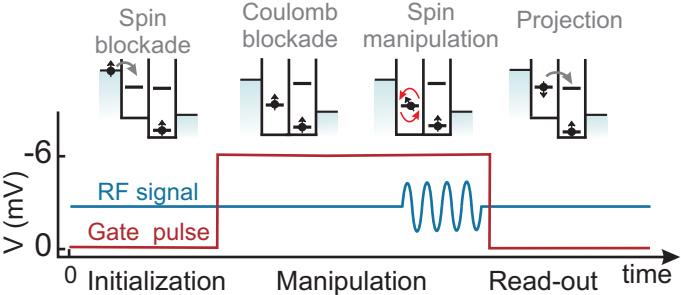 Spin blockade
Coulomb blockade
Spin manipulation
Projection
V (mV)
-6
RF signal
Gate pulse
0
0
Initialization
Manipulation
Read-out
time